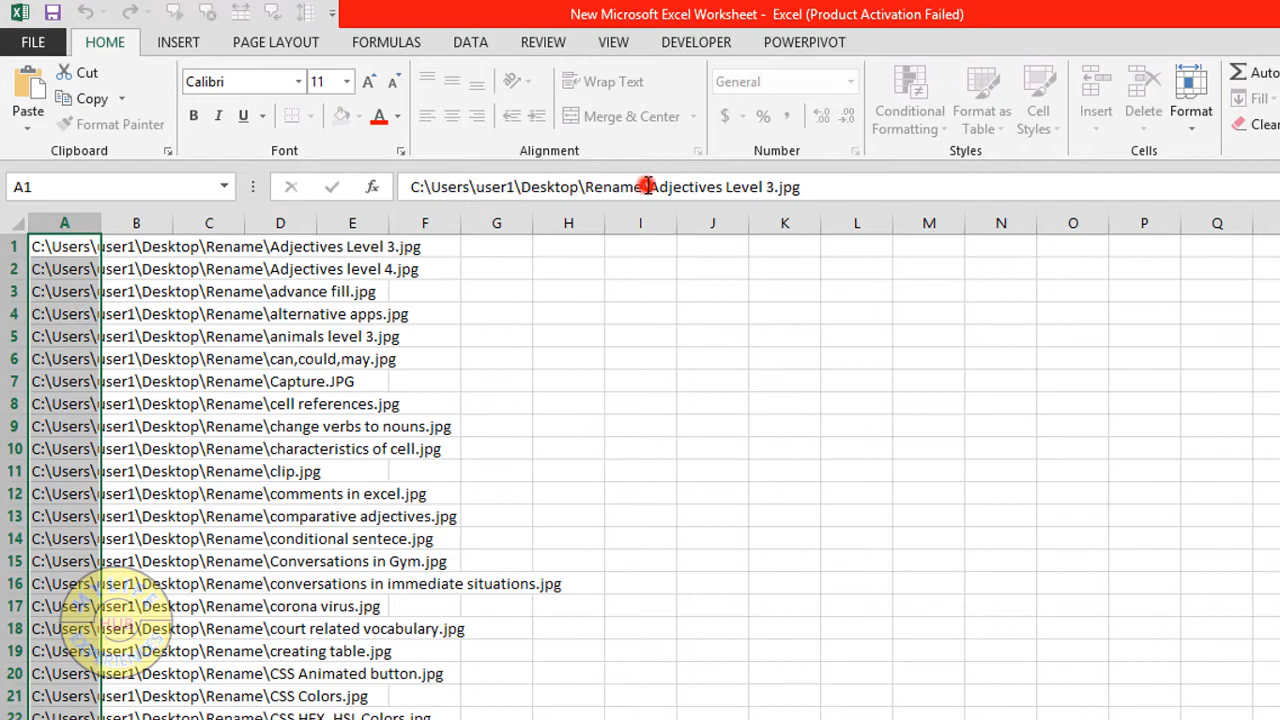 New Microsoft Excel Worksheet - Excel (Product Activation Failed)
FILE HOME INSERT PAGE LAYOUT FORMULAS DATA REVIEW VIEW DEVELOPER POWERPIVOT
Cut
Copy
Format Painter
Paste
Clipboard
Calibri 11
B I U
Font
Wrap Text
Merge & Center
Alignment
General
$ % ,
Number
Conditional Formatting
Format as Table
Cell Styles
Styles
Insert Delete Format
Cells
Auto
Fill
Clear
A1 fx C:\Users\user1\Desktop\Rename\Adjectives Level 3.jpg
A B C D E F G H I J K L M N O P Q
1 C:\Users\user1\Desktop\Rename\Adjectives Level 3.jpg
2 C:\Users\user1\Desktop\Rename\Adjectives level 4.jpg
3 C:\Users\user1\Desktop\Rename\advance fill.jpg
4 C:\Users\user1\Desktop\Rename\alternative apps.jpg
5 C:\Users\user1\Desktop\Rename\animals level 3.jpg
6 C:\Users\user1\Desktop\Rename\can,could,may.jpg
7 C:\Users\user1\Desktop\Rename\Capture.JPG
8 C:\Users\user1\Desktop\Rename\cell references.jpg
9 C:\Users\user1\Desktop\Rename\change verbs to nouns.jpg
10 C:\Users\user1\Desktop\Rename\characteristics of cell.jpg
11 C:\Users\user1\Desktop\Rename\clip.jpg
12 C:\Users\user1\Desktop\Rename\comments in excel.jpg
13 C:\Users\user1\Desktop\Rename\comparative adjectives.jpg
14 C:\Users\user1\Desktop\Rename\conditional sentece.jpg
15 C:\Users\user1\Desktop\Rename\Conversations in Gym.jpg
16 C:\Users\user1\Desktop\Rename\conversations in immediate situations.jpg
17 C:\Users\user1\Desktop\Rename\corona virus.jpg
18 C:\Users\user1\Desktop\Rename\court related vocabulary.jpg
19 C:\Users\user1\Desktop\Rename\creating table.jpg
20 C:\Users\user1\Desktop\Rename\CSS Animated button.jpg
21 C:\Users\user1\Desktop\Rename\CSS Colors.jpg
22 C:\Users\user1\Desktop\Rename\CSS HEX, HSL Colors.jpg
HUB